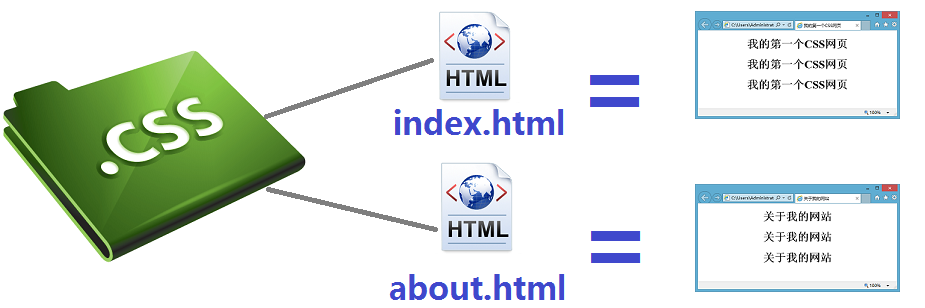 .CSS
HTML
index.html
=
C:\Users\Administrat
我的第一个CSS网页
我的第一个CSS网页
我的第一个CSS网页
我的第一个CSS网页
100%
HTML
about.html
=
C:\Users\Administrat
关于我的网站
关于我的网站
关于我的网站
关于我的网站
100%